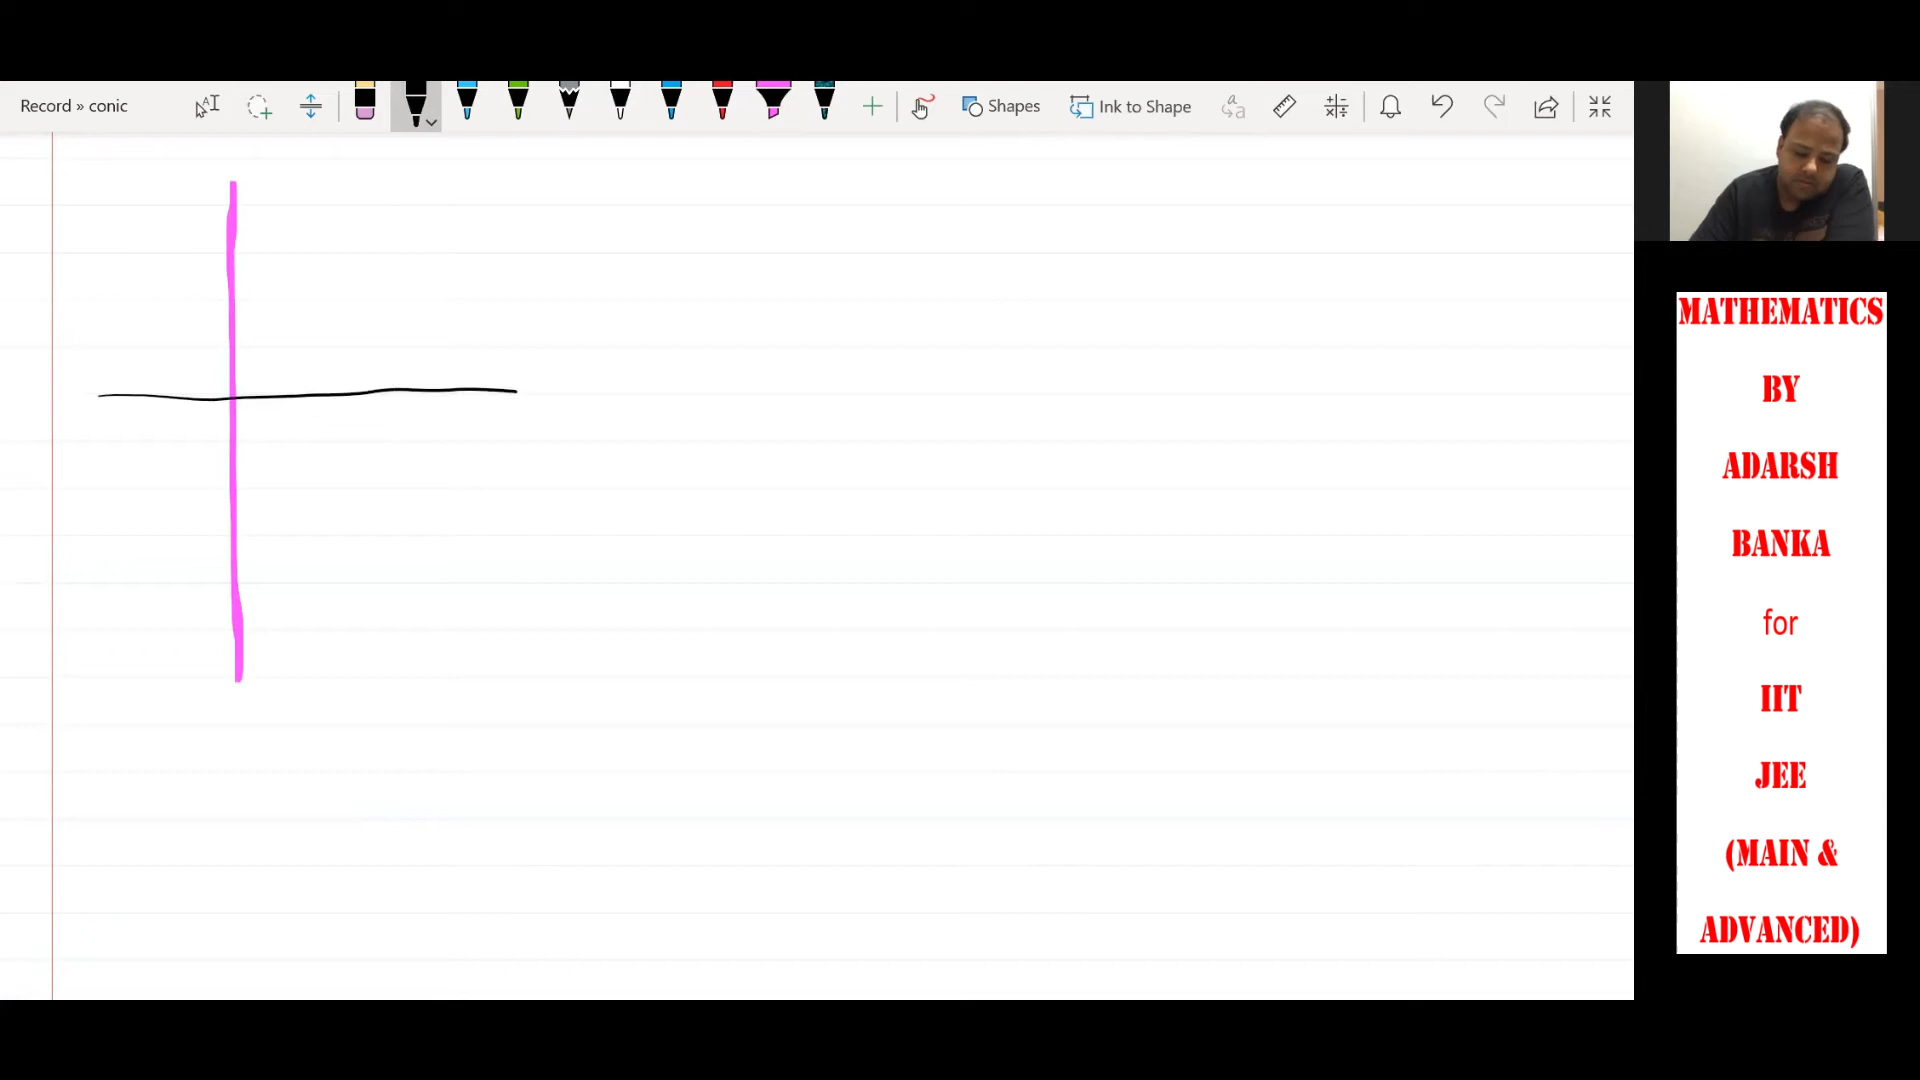 Record » conic
Shapes
Ink to Shape
MATHEMATICS
BY
ADARSH
BANKA
for
IIT
JEE
(MAIN &
ADVANCED)